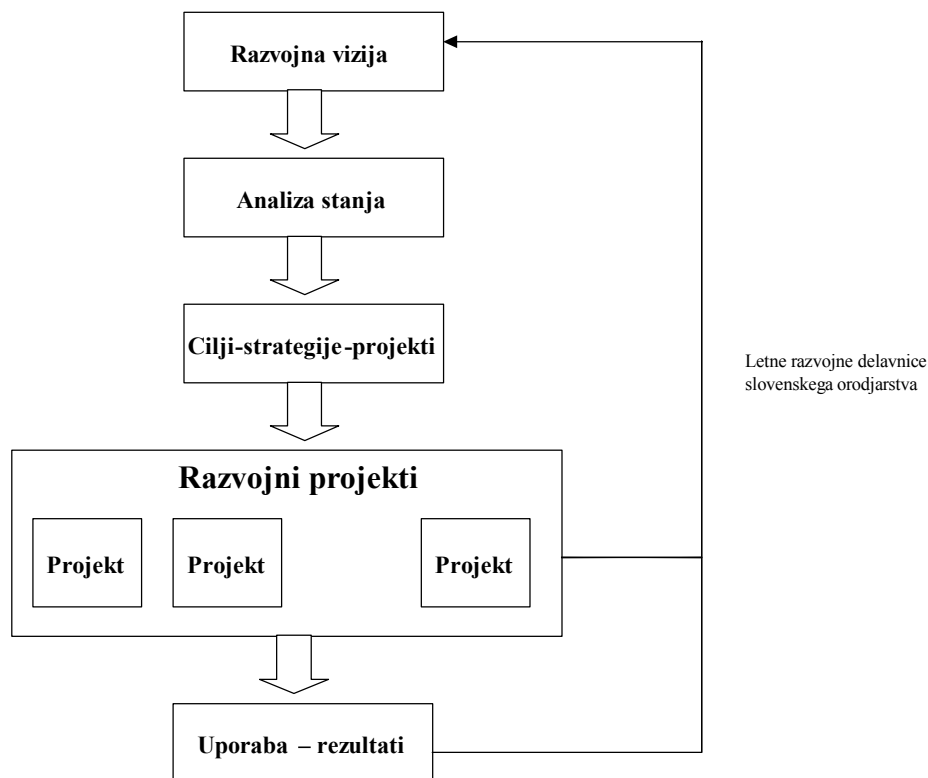 Razvojna vizija
Analiza stanja
Cilji-strategije-projekti
Letne razvojne delavnice
slovenskega orodjarstva
Razvojni projekti
Projekt
Projekt
Projekt
Uporaba – rezultati